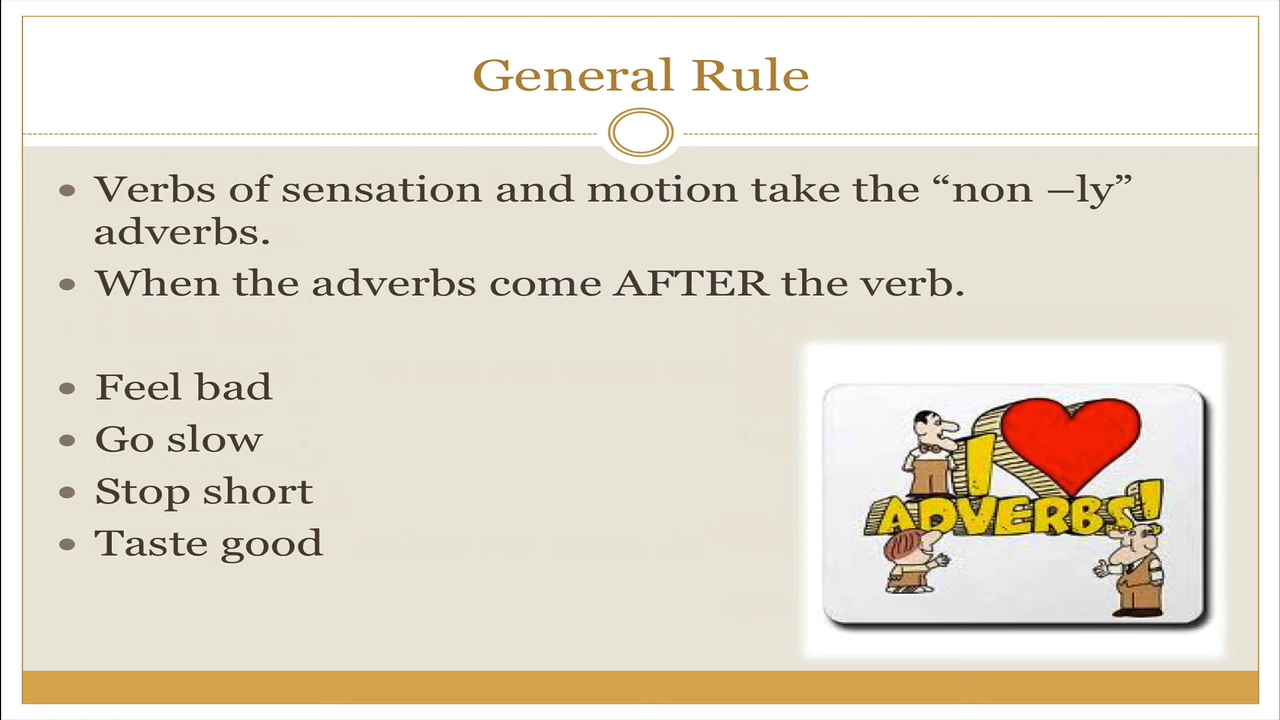 General Rule
• Verbs of sensation and motion take the “non –ly”
adverbs.
• When the adverbs come AFTER the verb.
• Feel bad
• Go slow
• Stop short
• Taste good
I
ADVERBS!